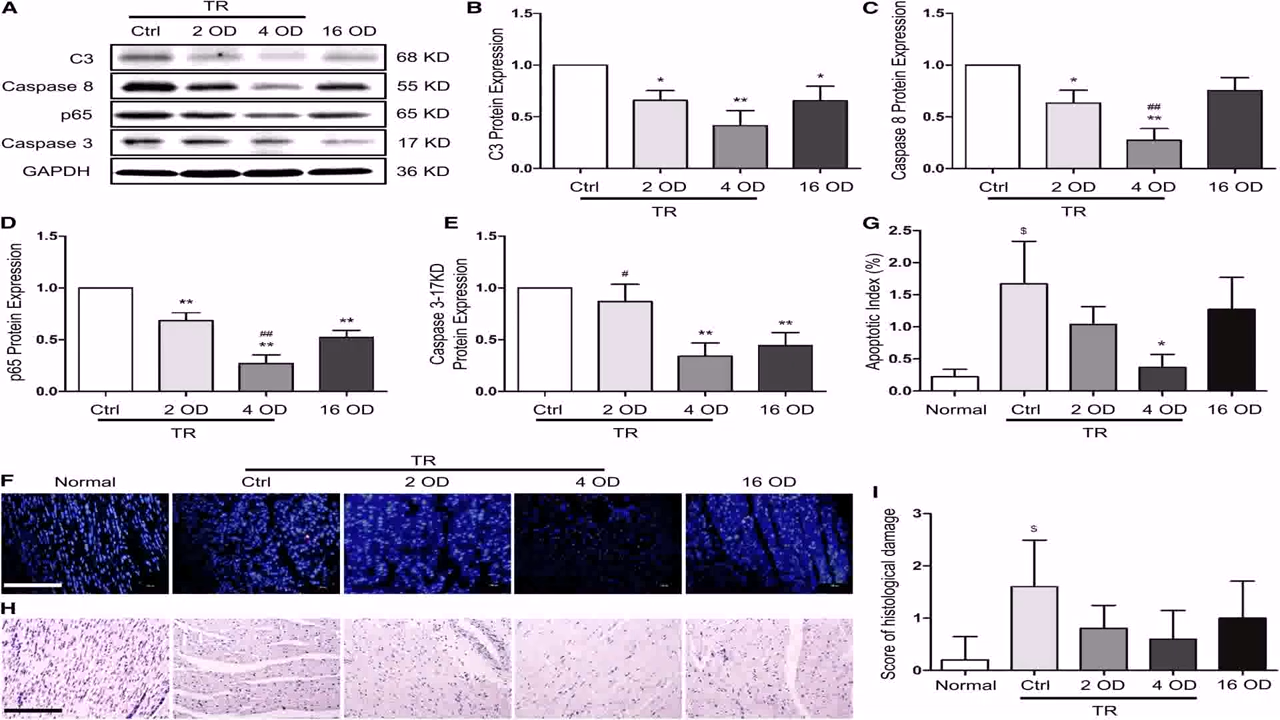 A
TR
Ctrl 2 OD 4 OD 16 OD
C3 68 KD
Caspase 8 55 KD
p65 65 KD
Caspase 3 17 KD
GAPDH 36 KD
B
C3 Protein Expression
1.5
1.0
0.5
0.0
*
**
*
Ctrl 2 OD 4 OD 16 OD
TR
C
Caspase 8 Protein Expression
1.5
1.0
0.5
0.0
*
##
**
Ctrl 2 OD 4 OD 16 OD
TR
D
p65 Protein Expression
1.5
1.0
0.5
0.0
**
##
**
**
Ctrl 2 OD 4 OD 16 OD
TR
E
Caspase 3-17KD
Protein Expression
1.5
1.0
0.5
0.0
#
**
**
Ctrl 2 OD 4 OD 16 OD
TR
G
Apoptotic Index (%)
2.5
2.0
1.5
1.0
0.5
0.0
$
*
Normal Ctrl 2 OD 4 OD 16 OD
TR
F
TR
Normal Ctrl 2 OD 4 OD 16 OD
H
I
Score of histological damage
3
2
1
0
$
Normal Ctrl 2 OD 4 OD 16 OD
TR